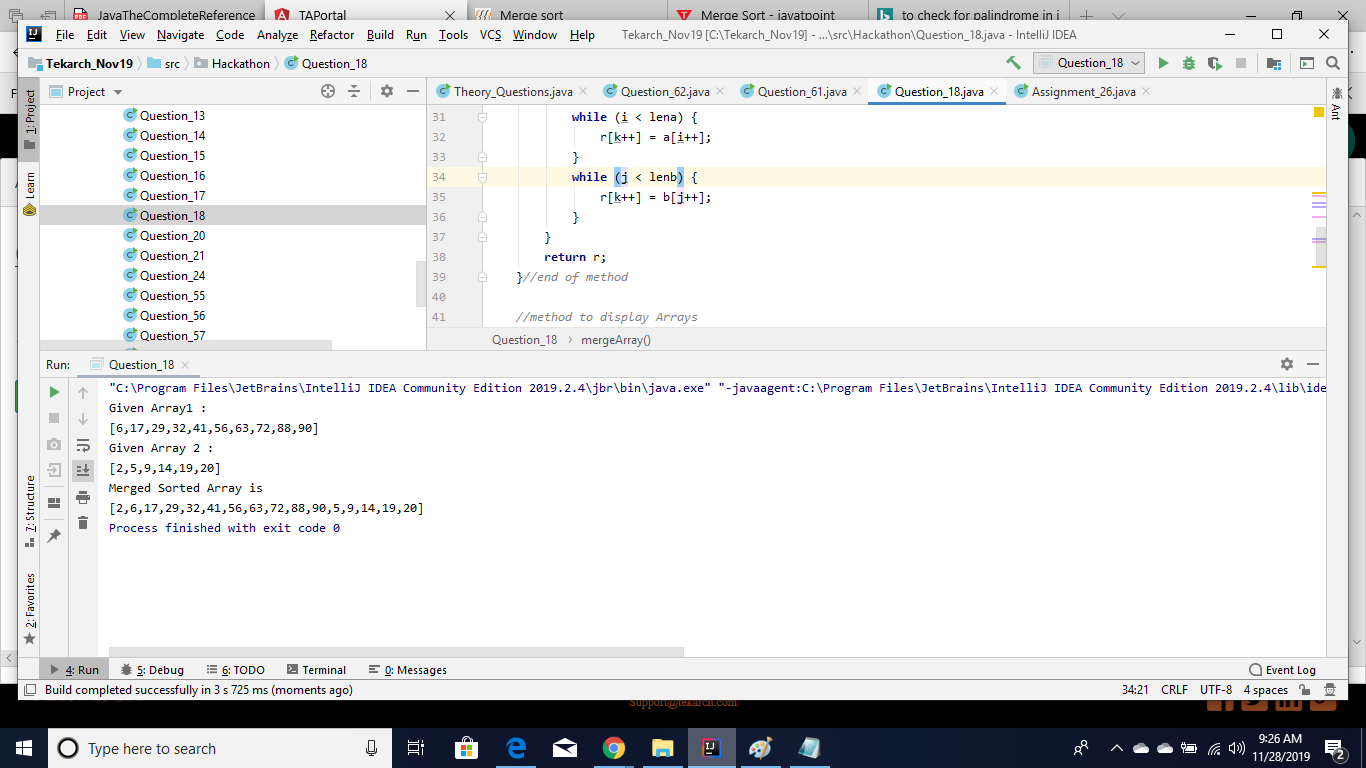 JavaTheCompleteReference
TAPortal
Merge sort
Merge Sort - javatpoint
to check for palindrome in j
File Edit View Navigate Code Analyze Refactor Build Run Tools VCS Window Help
Tekarch_Nov19 [C:\Tekarch_Nov19] - ...\src\Hackathon\Question_18.java - IntelliJ IDEA
Tekarch_Nov19 src Hackathon Question_18
Question_18
Project
Theory_Questions.java Question_62.java Question_61.java Question_18.java Assignment_26.java
1: Project
Learn
7: Structure
2: Favorites
Ant
Question_13
Question_14
Question_15
Question_16
Question_17
Question_18
Question_20
Question_21
Question_24
Question_55
Question_56
Question_57
31 while (i < lena) {
32 r[k++] = a[i++];
33 }
34 while (j < lenb) {
35 r[k++] = b[j++];
36 }
37 }
38 return r;
39 }//end of method
40
41 //method to display Arrays
Question_18 mergeArray()
Run: Question_18
"C:\Program Files\JetBrains\IntelliJ IDEA Community Edition 2019.2.4\jbr\bin\java.exe" "-javaagent:C:\Program Files\JetBrains\IntelliJ IDEA Community Edition 2019.2.4\lib\ide
Given Array1 :
[6,17,29,32,41,56,63,72,88,90]
Given Array 2 :
[2,5,9,14,19,20]
Merged Sorted Array is
[2,6,17,29,32,41,56,63,72,88,90,5,9,14,19,20]
Process finished with exit code 0
4: Run 5: Debug 6: TODO Terminal 0: Messages
Event Log
Build completed successfully in 3 s 725 ms (moments ago)
34:21 CRLF UTF-8 4 spaces
Support@tekarch.com
Type here to search
9:26 AM
11/28/2019
2